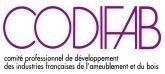 CODIFAB
comité professionnel de développement
des industries françaises de l'ameublement et du bois